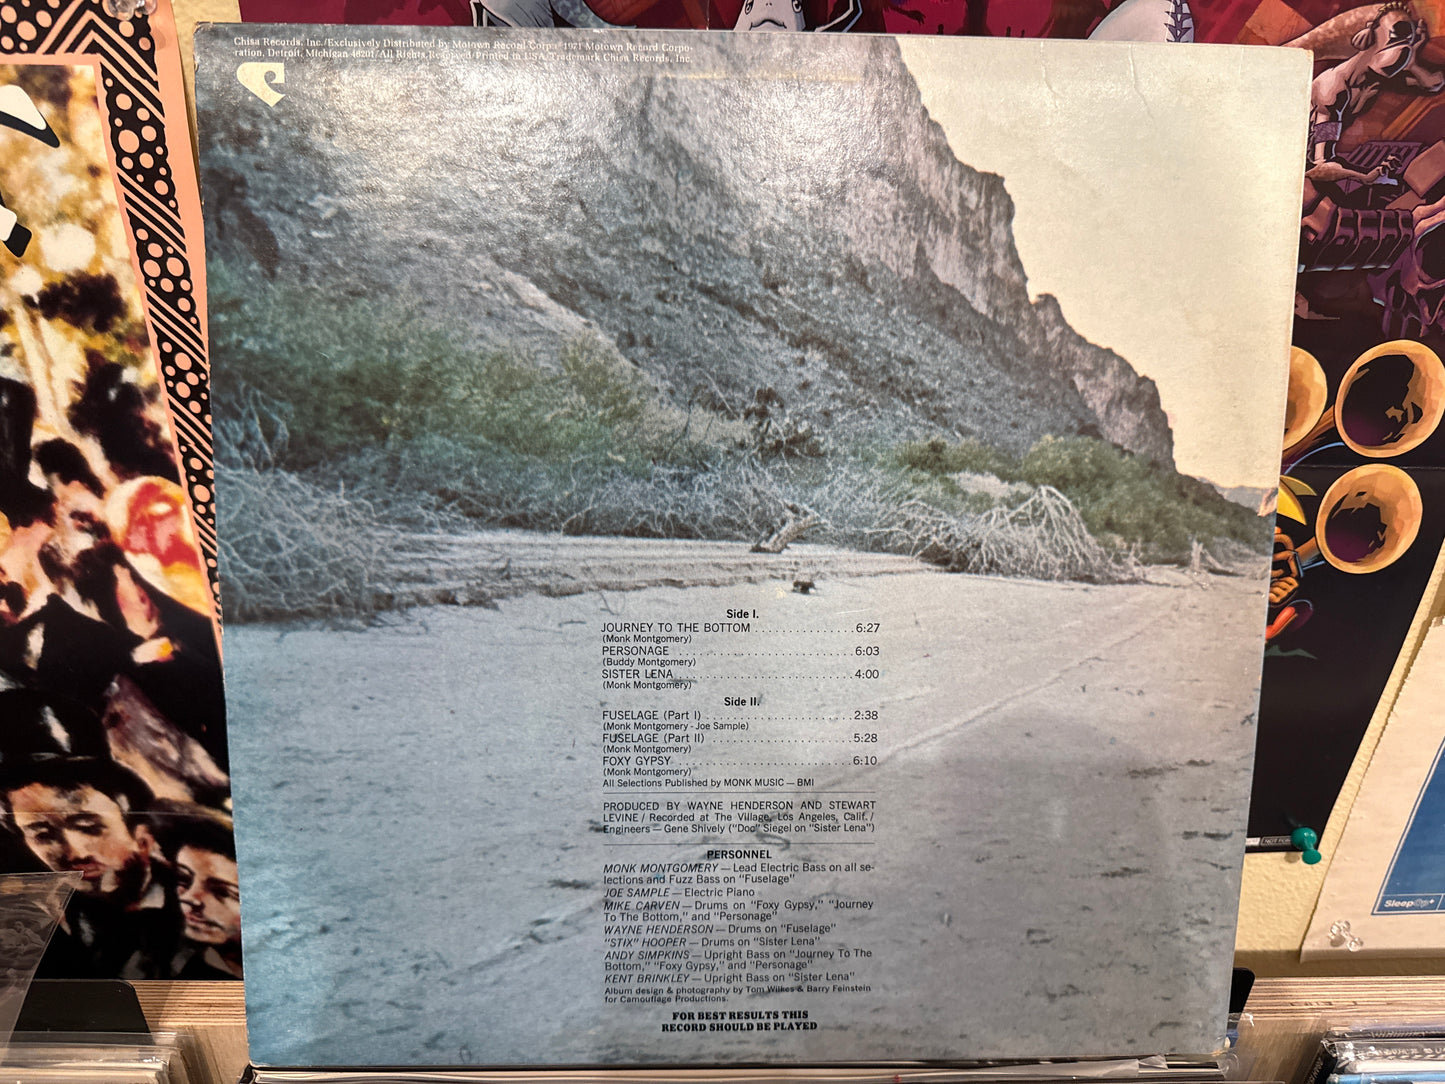 Chisa Records, Inc./Exclusively Distributed by Motown Record Corp. 1971 Motown Record Corpo-
ration, Detroit, Michigan 48201/All Rights Reserved/Printed in USA/Trademark Chisa Records, Inc.
Side I.
JOURNEY TO THE BOTTOM . . . . . . . . . . . . . . . 6:27
(Monk Montgomery)
PERSONAGE . . . . . . . . . . . . . . . . . . . . . . . . . . 6:03
(Buddy Montgomery)
SISTER LENA . . . . . . . . . . . . . . . . . . . . . . . . . . 4:00
(Monk Montgomery)
Side II.
FUSELAGE (Part I) . . . . . . . . . . . . . . . . . . . . . . 2:38
(Monk Montgomery - Joe Sample)
FUSELAGE (Part II) . . . . . . . . . . . . . . . . . . . . . 5:28
(Monk Montgomery)
FOXY GYPSY . . . . . . . . . . . . . . . . . . . . . . . . . . 6:10
(Monk Montgomery)
All Selections Published by MONK MUSIC — BMI
PRODUCED BY WAYNE HENDERSON AND STEWART
LEVINE / Recorded at The Village, Los Angeles, Calif. /
Engineers — Gene Shively ("Doc" Siegel on "Sister Lena")
PERSONNEL
MONK MONTGOMERY — Lead Electric Bass on all se-
lections and Fuzz Bass on "Fuselage"
JOE SAMPLE — Electric Piano
MIKE CARVEN — Drums on "Foxy Gypsy," "Journey
To The Bottom," and "Personage"
WAYNE HENDERSON — Drums on "Fuselage"
"STIX" HOOPER — Drums on "Sister Lena"
ANDY SIMPKINS — Upright Bass on "Journey To The
Bottom," "Foxy Gypsy," and "Personage"
KENT BRINKLEY — Upright Bass on "Sister Lena"
Album design & photography by Tom Wilkes & Barry Feinstein
for Camouflage Productions.
FOR BEST RESULTS THIS
RECORD SHOULD BE PLAYED